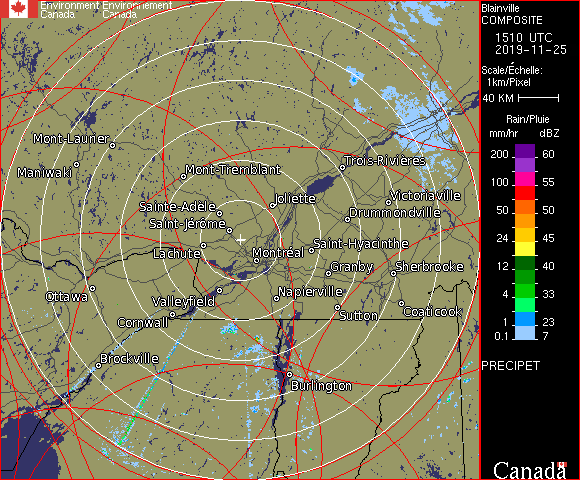 Environment Environnement
Canada Canada
Blainville
COMPOSITE
1510 UTC
2019-11-25
Scale/Échelle:
1km/Pixel
40 KM
Rain/Pluie
mm/hr dBZ
200 60
150 57
100 55
50 50
24 45
12 40
4 33
1 23
0.1 7
PRECIPET
Canada
Mont-Laurier
Maniwaki
Mont-Tremblant
Trois-Rivières
Joliette
Victoriaville
Sainte-Adèle
Drummondville
Saint-Jérôme
Saint-Hyacinthe
Lachute
Montréal
Granby
Sherbrooke
Ottawa
Valleyfield
Napierville
Cornwall
Sutton
Coaticook
Brockville
Burlington